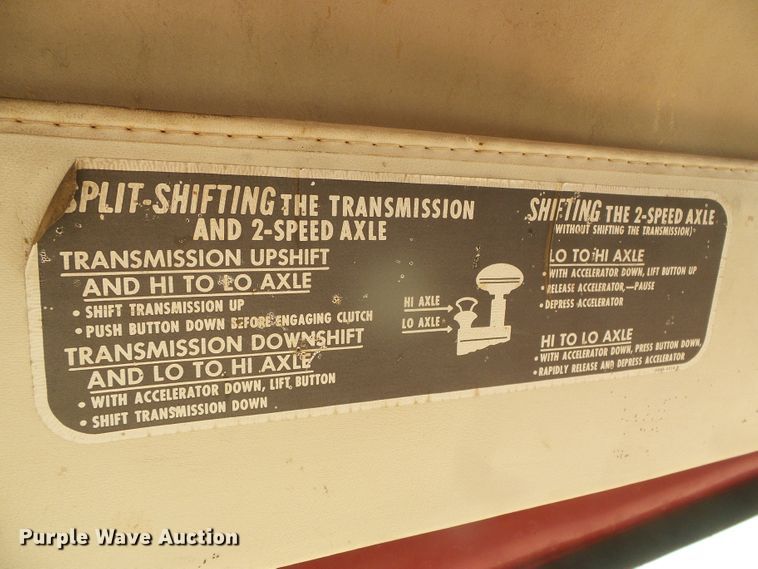 SPLIT-SHIFTING THE TRANSMISSION
AND 2-SPEED AXLE
TRANSMISSION UPSHIFT
AND HI TO LO AXLE
• SHIFT TRANSMISSION UP
• PUSH BUTTON DOWN BEFORE ENGAGING CLUTCH
TRANSMISSION DOWNSHIFT
AND LO TO HI AXLE
• WITH ACCELERATOR DOWN, LIFT BUTTON
• SHIFT TRANSMISSION DOWN
HI AXLE
LO AXLE
SHIFTING THE 2-SPEED AXLE
(WITHOUT SHIFTING THE TRANSMISSION)
LO TO HI AXLE
• WITH ACCELERATOR DOWN, LIFT BUTTON UP
• RELEASE ACCELERATOR,—PAUSE
• DEPRESS ACCELERATOR
HI TO LO AXLE
• WITH ACCELERATOR DOWN, PRESS BUTTON DOWN,
• RAPIDLY RELEASE AND DEPRESS ACCELERATOR
Purple Wave Auction